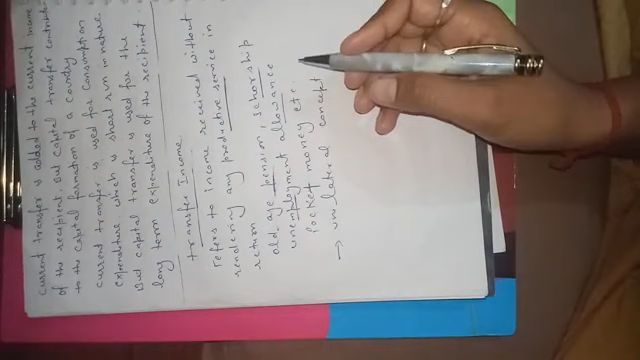 Current transfer is added to the current income
of the recipient. But Capital transfer contribute
to the capital formation of a country
current transfer is used for Consumption
expenditure. which is short run in nature.
But capital transfer is used for the
long term expenditure of the recipient.
transfer Income
refers to income received without
rendering any productive service in
return
old age pension, Schorship
unemployment allowance
Pocket money etc.
→ unilateral concept